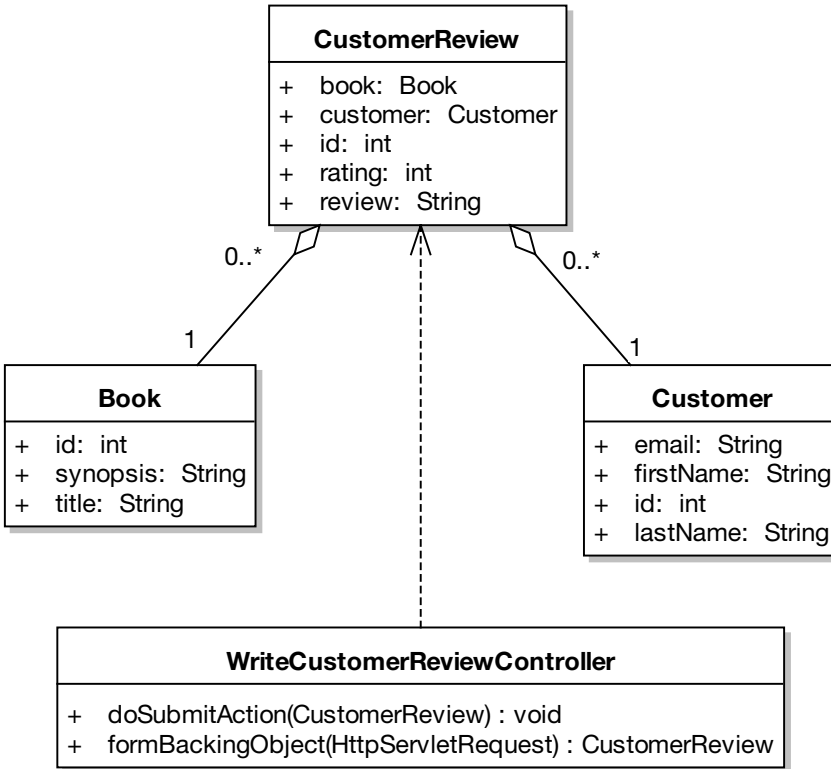 CustomerReview
+ book: Book
+ customer: Customer
+ id: int
+ rating: int
+ review: String
0..*
0..*
1
1
Book
+ id: int
+ synopsis: String
+ title: String
Customer
+ email: String
+ firstName: String
+ id: int
+ lastName: String
WriteCustomerReviewController
+ doSubmitAction(CustomerReview) : void
+ formBackingObject(HttpServletRequest) : CustomerReview